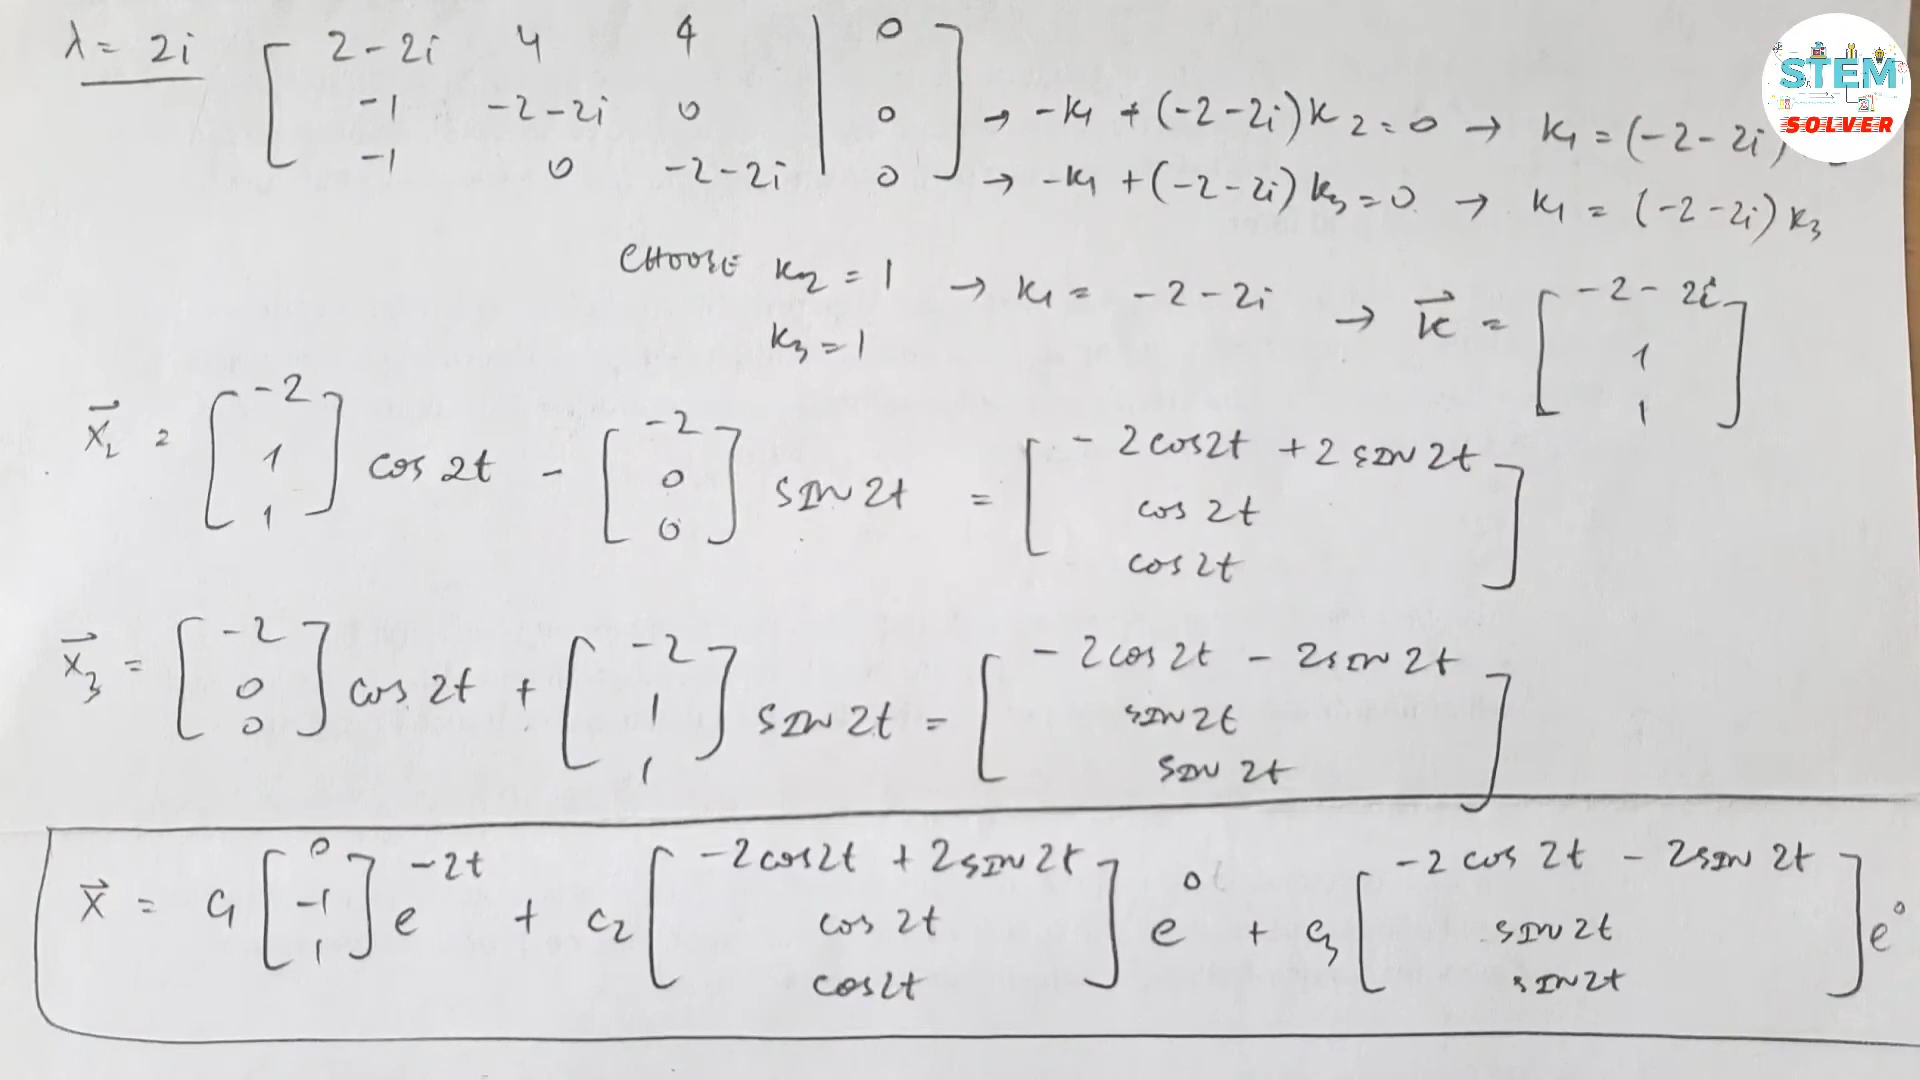 λ = 2i [ 2-2i 4 4 | 0 ]
-1 -2-2i 0 | 0 → -k1 + (-2-2i)k2 = 0 → k1 = (-2-2i)
-1 0 -2-2i | 0 → -k1 + (-2-2i)k3 = 0 → k1 = (-2-2i)k3
STEM
SOLVER
CHOOSE k2 = 1 → k1 = -2-2i → k⃗ = [ -2-2i
k3 = 1
1
1 ]
x⃗2 = [ -2 1 1 ] cos 2t - [ -2 0 0 ] SIN 2t = [ -2cos2t + 2SIN2t
cos 2t
cos 2t ]
x⃗3 = [ -2 0 0 ] cos 2t + [ -2 1 1 ] SIN 2t = [ -2cos 2t - 2SIN 2t
SIN 2t
SIN 2t ]
x⃗ = c1 [ 0 -1 1 ] e^-2t + c2 [ -2cos2t + 2SIN 2t cos 2t cos2t ] e^0t + c3 [ -2cos 2t - 2SIN 2t SIN 2t SIN2t ] e^0